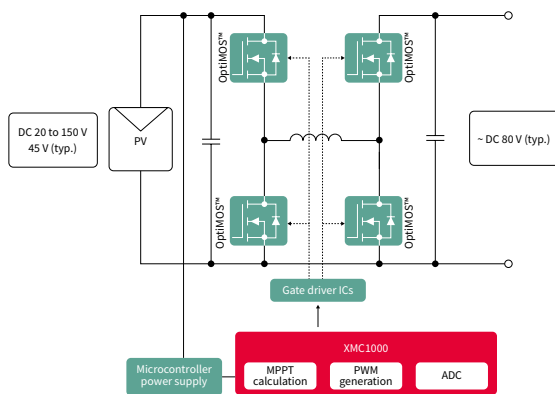 OptiMOS™
OptiMOS™
DC 20 to 150 V
45 V (typ.)
PV
~ DC 80 V (typ.)
OptiMOS™
OptiMOS™
Gate driver ICs
XMC1000
Microcontroller
power supply
MPPT
calculation
PWM
generation
ADC